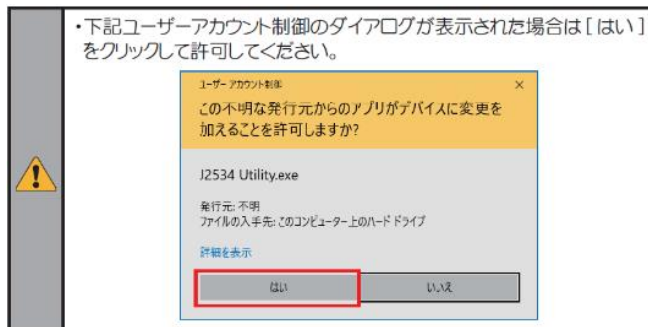 ・下記ユーザーアカウント制御のダイアログが表示された場合は [ はい ]
をクリックして許可してください。
ユーザー アカウント制御
×
この不明な発行元からのアプリがデバイスに変更を
加えることを許可しますか?
J2534 Utility.exe
発行元: 不明
ファイルの入手先: このコンピューター上のハード ドライブ
詳細を表示
はい
いいえ